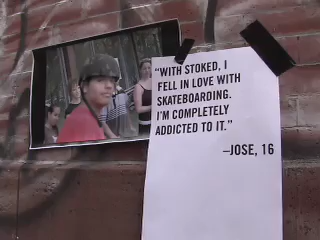 “WITH STOKED, I
FELL IN LOVE WITH
SKATEBOARDING.
I’M COMPLETELY
ADDICTED TO IT.”
–JOSE, 16